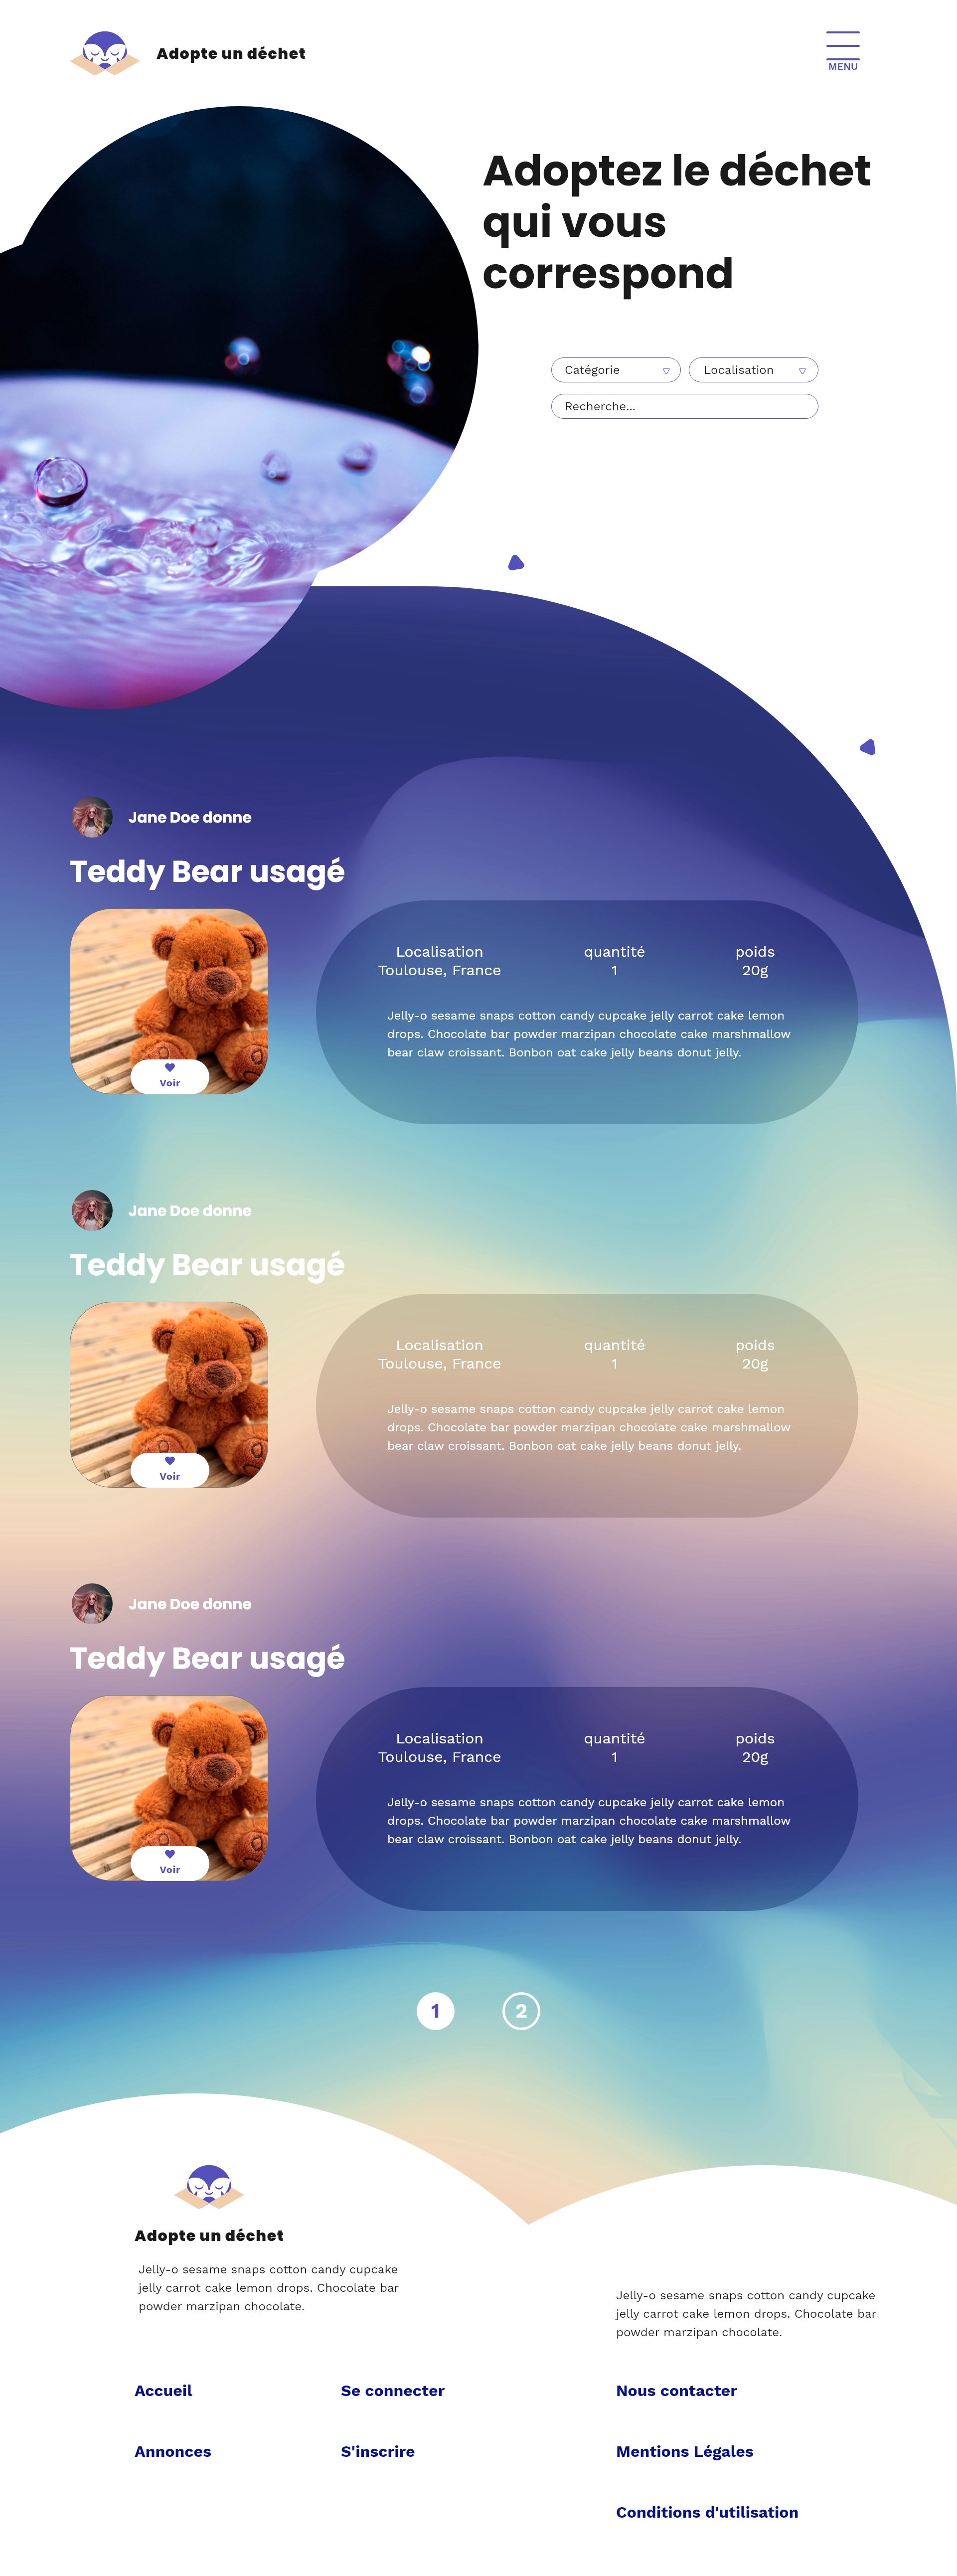 Adopte un déchet
MENU
Adoptez le déchet
qui vous
correspond
Catégorie
Localisation
Recherche...
Jane Doe donne
Teddy Bear usagé
Voir
Localisation
Toulouse, France
quantité
1
poids
20g
Jelly-o sesame snaps cotton candy cupcake jelly carrot cake lemon
drops. Chocolate bar powder marzipan chocolate cake marshmallow
bear claw croissant. Bonbon oat cake jelly beans donut jelly.
Jane Doe donne
Teddy Bear usagé
Voir
Localisation
Toulouse, France
quantité
1
poids
20g
Jelly-o sesame snaps cotton candy cupcake jelly carrot cake lemon
drops. Chocolate bar powder marzipan chocolate cake marshmallow
bear claw croissant. Bonbon oat cake jelly beans donut jelly.
Jane Doe donne
Teddy Bear usagé
Voir
Localisation
Toulouse, France
quantité
1
poids
20g
Jelly-o sesame snaps cotton candy cupcake jelly carrot cake lemon
drops. Chocolate bar powder marzipan chocolate cake marshmallow
bear claw croissant. Bonbon oat cake jelly beans donut jelly.
1
2
Adopte un déchet
Jelly-o sesame snaps cotton candy cupcake
jelly carrot cake lemon drops. Chocolate bar
powder marzipan chocolate.
Jelly-o sesame snaps cotton candy cupcake
jelly carrot cake lemon drops. Chocolate bar
powder marzipan chocolate.
Accueil
Se connecter
Nous contacter
Annonces
S'inscrire
Mentions Légales
Conditions d'utilisation